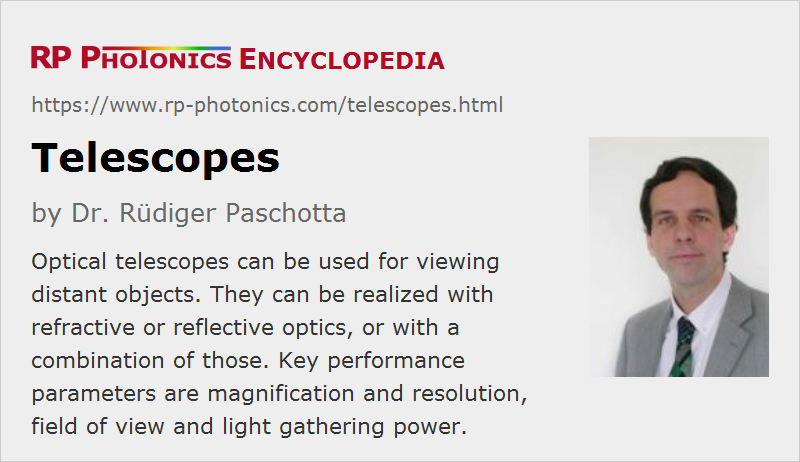 RP PHOTONICS ENCYCLOPEDIA
https://www.rp-photonics.com/telescopes.html
Telescopes
by Dr. Rüdiger Paschotta
Optical telescopes can be used for viewing
distant objects. They can be realized with
refractive or reflective optics, or with a
combination of those. Key performance
parameters are magnification and resolution,
field of view and light gathering power.